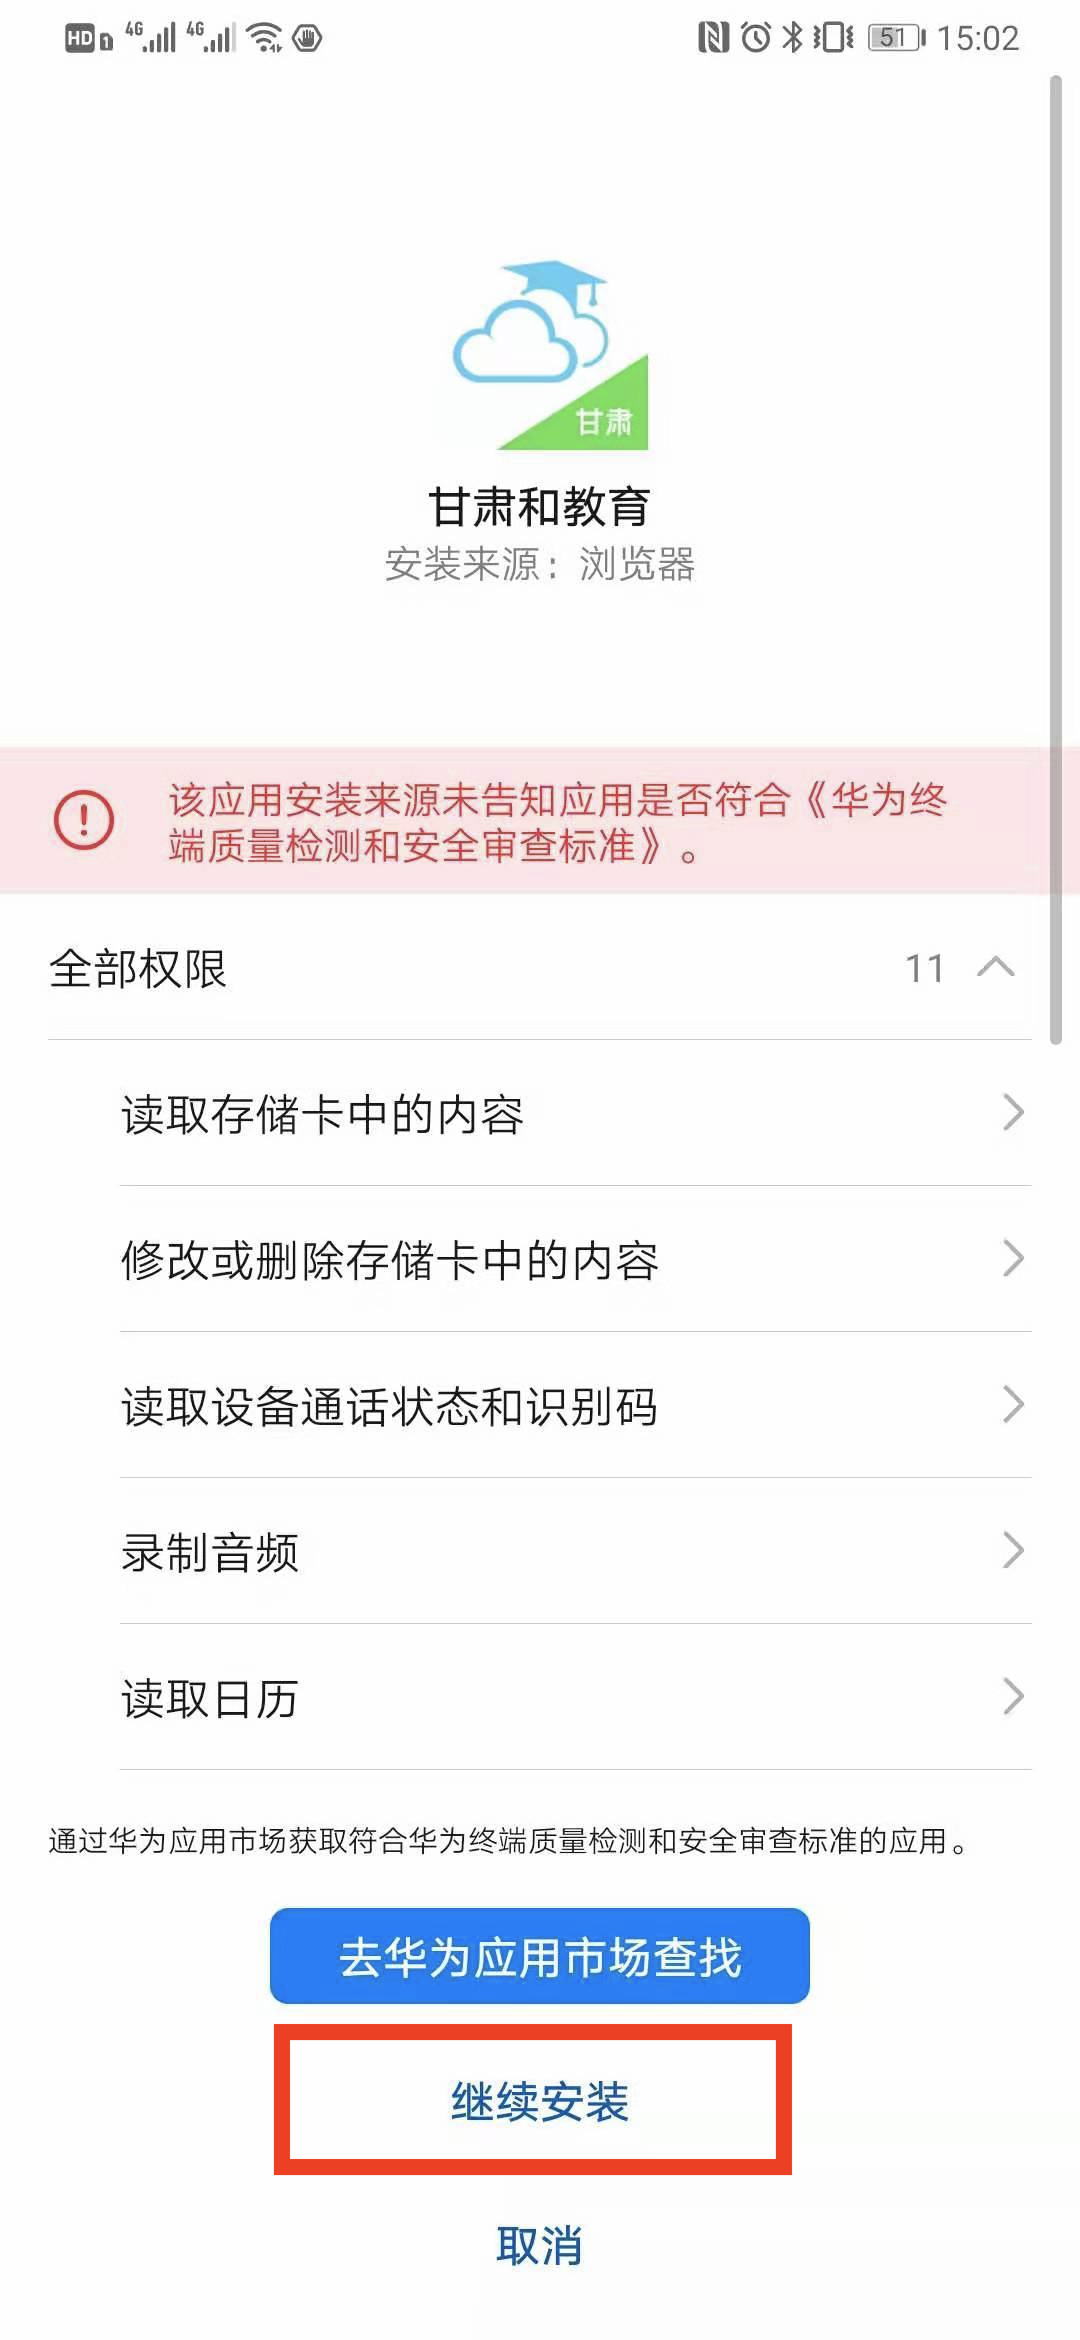 HD 1 4G 4G 51 15:02
甘肃
甘肃和教育
安装来源：浏览器
该应用安装来源未告知应用是否符合《华为终
端质量检测和安全审查标准》。
全部权限 11
读取存储卡中的内容
修改或删除存储卡中的内容
读取设备通话状态和识别码
录制音频
读取日历
通过华为应用市场获取符合华为终端质量检测和安全审查标准的应用。
去华为应用市场查找
继续安装
取消